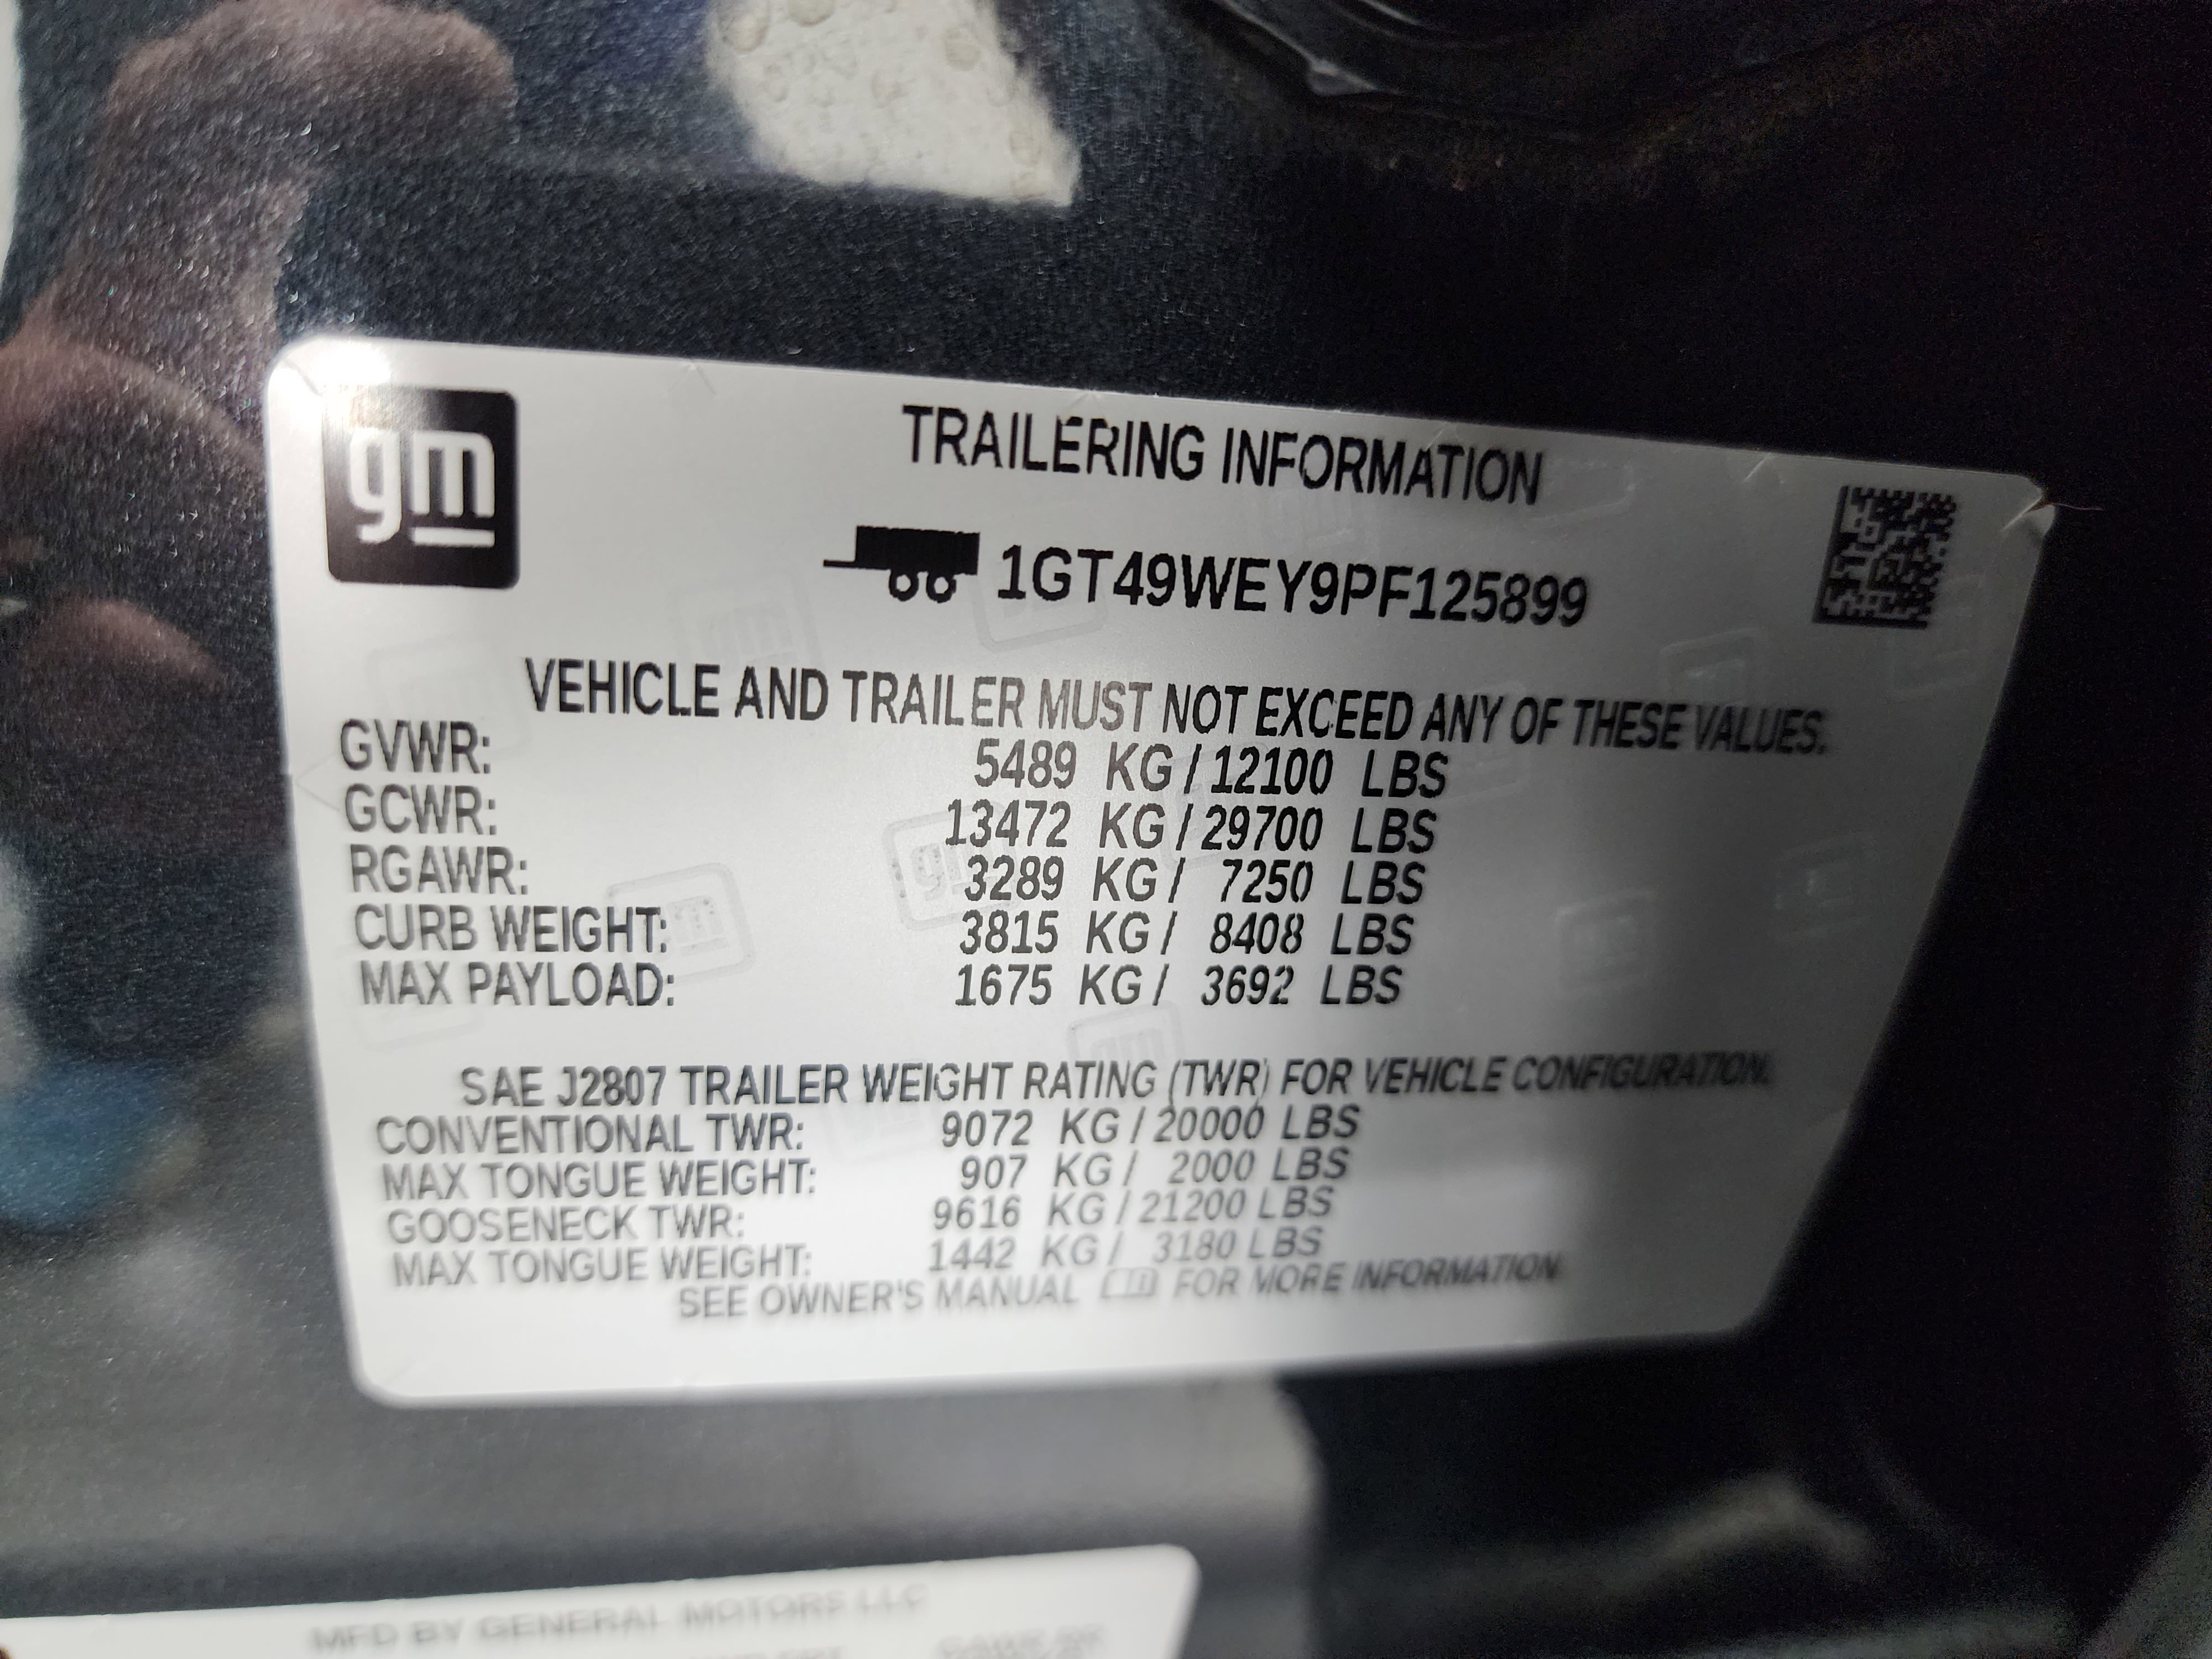 gm
TRAILERING INFORMATION
1GT49WEY9PF125899
VEHICLE AND TRAILER MUST NOT EXCEED ANY OF THESE VALUES.
GVWR: 5489 KG / 12100 LBS
GCWR: 13472 KG / 29700 LBS
RGAWR: 3289 KG / 7250 LBS
CURB WEIGHT: 3815 KG / 8408 LBS
MAX PAYLOAD: 1675 KG / 3692 LBS
SAE J2807 TRAILER WEIGHT RATING (TWR) FOR VEHICLE CONFIGURATION.
CONVENTIONAL TWR: 9072 KG / 20000 LBS
MAX TONGUE WEIGHT: 907 KG / 2000 LBS
GOOSENECK TWR: 9616 KG / 21200 LBS
MAX TONGUE WEIGHT: 1442 KG / 3180 LBS
SEE OWNER'S MANUAL FOR MORE INFORMATION
MFD BY GENERAL MOTORS LLC